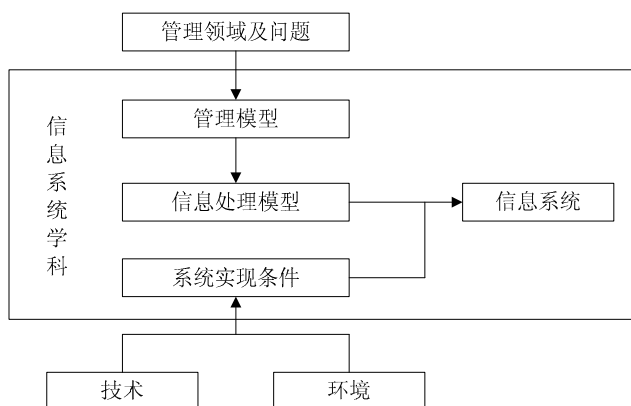 管理领域及问题
信息系统学科
管理模型
信息处理模型
信息系统
系统实现条件
技术
环境